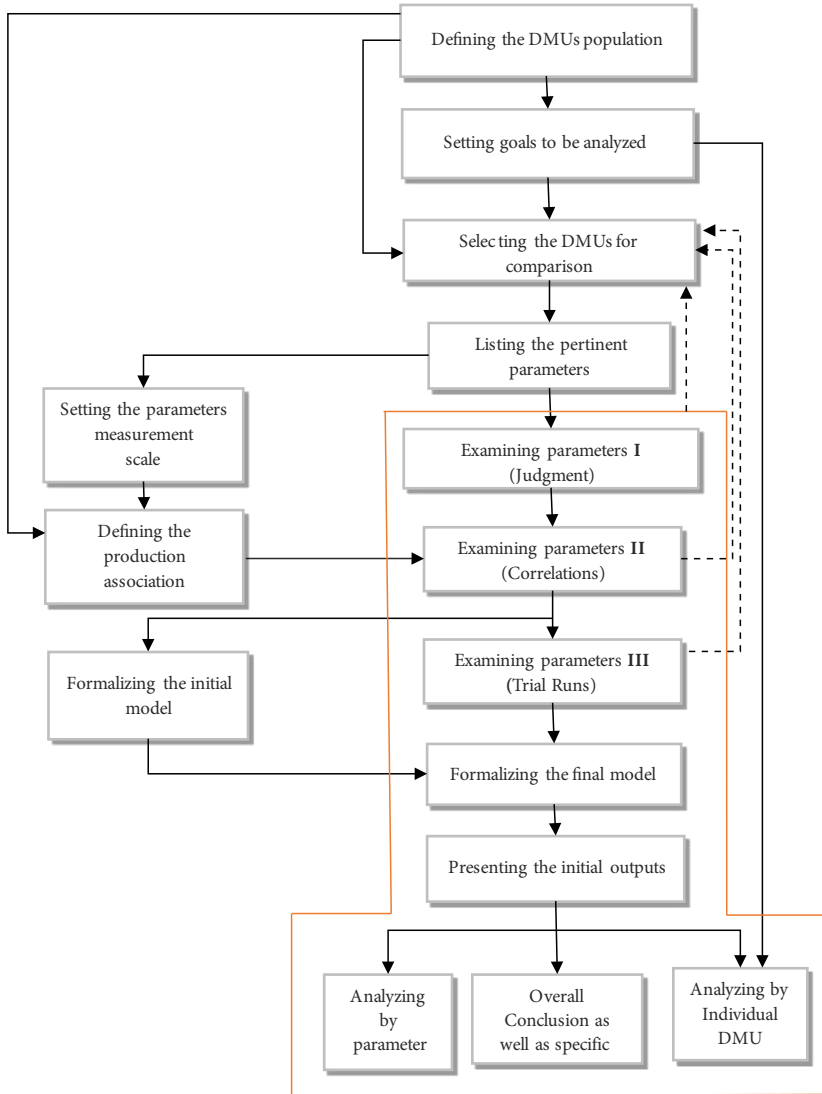 Defining the DMUs population
Setting goals to be analyzed
Selecting the DMUs for
comparison
Listing the pertinent
parameters
Setting the parameters
measurement
scale
Examining parameters I
(Judgment)
Defining the
production
association
Examining parameters II
(Correlations)
Examining parameters III
(Trial Runs)
Formalizing the initial
model
Formalizing the final model
Presenting the initial outputs
Analyzing
by
parameter
Overall
Conclusion as
well as specific
Analyzing by
Individual
DMU